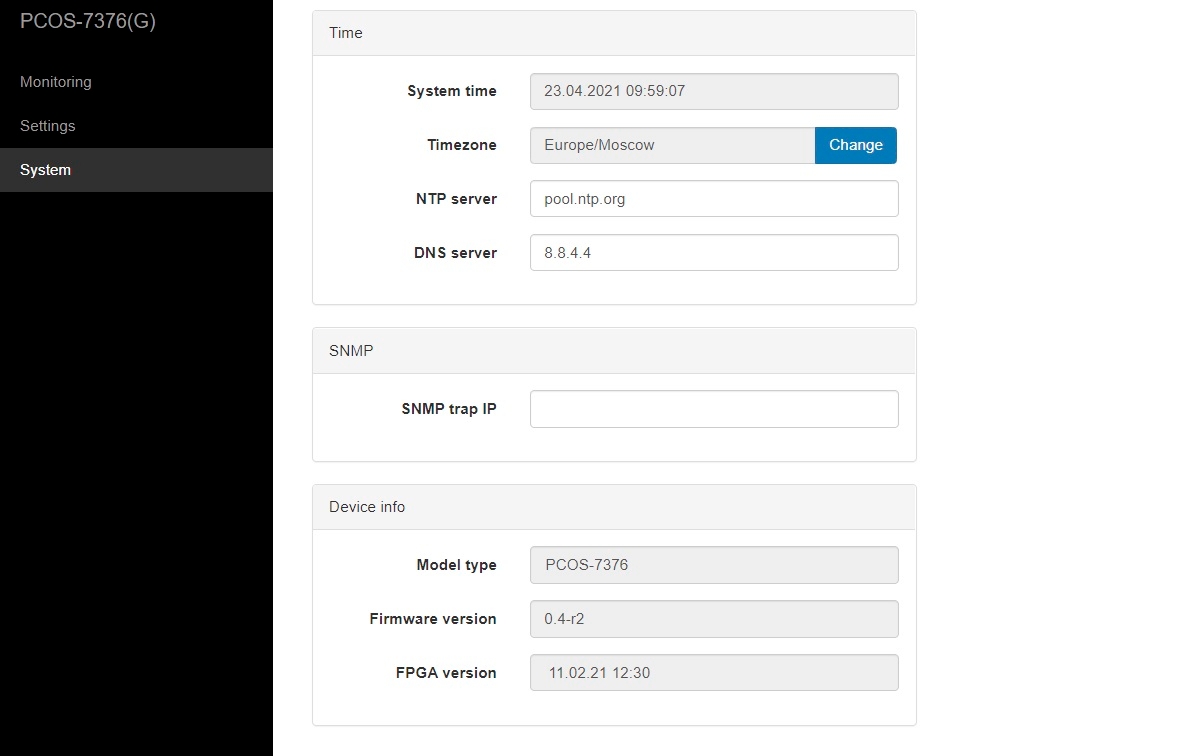 PCOS-7376(G)
Monitoring
Settings
System
Time
System time 23.04.2021 09:59:07
Timezone Europe/Moscow Change
NTP server pool.ntp.org
DNS server 8.8.4.4
SNMP
SNMP trap IP
Device info
Model type PCOS-7376
Firmware version 0.4-r2
FPGA version 11.02.21 12:30